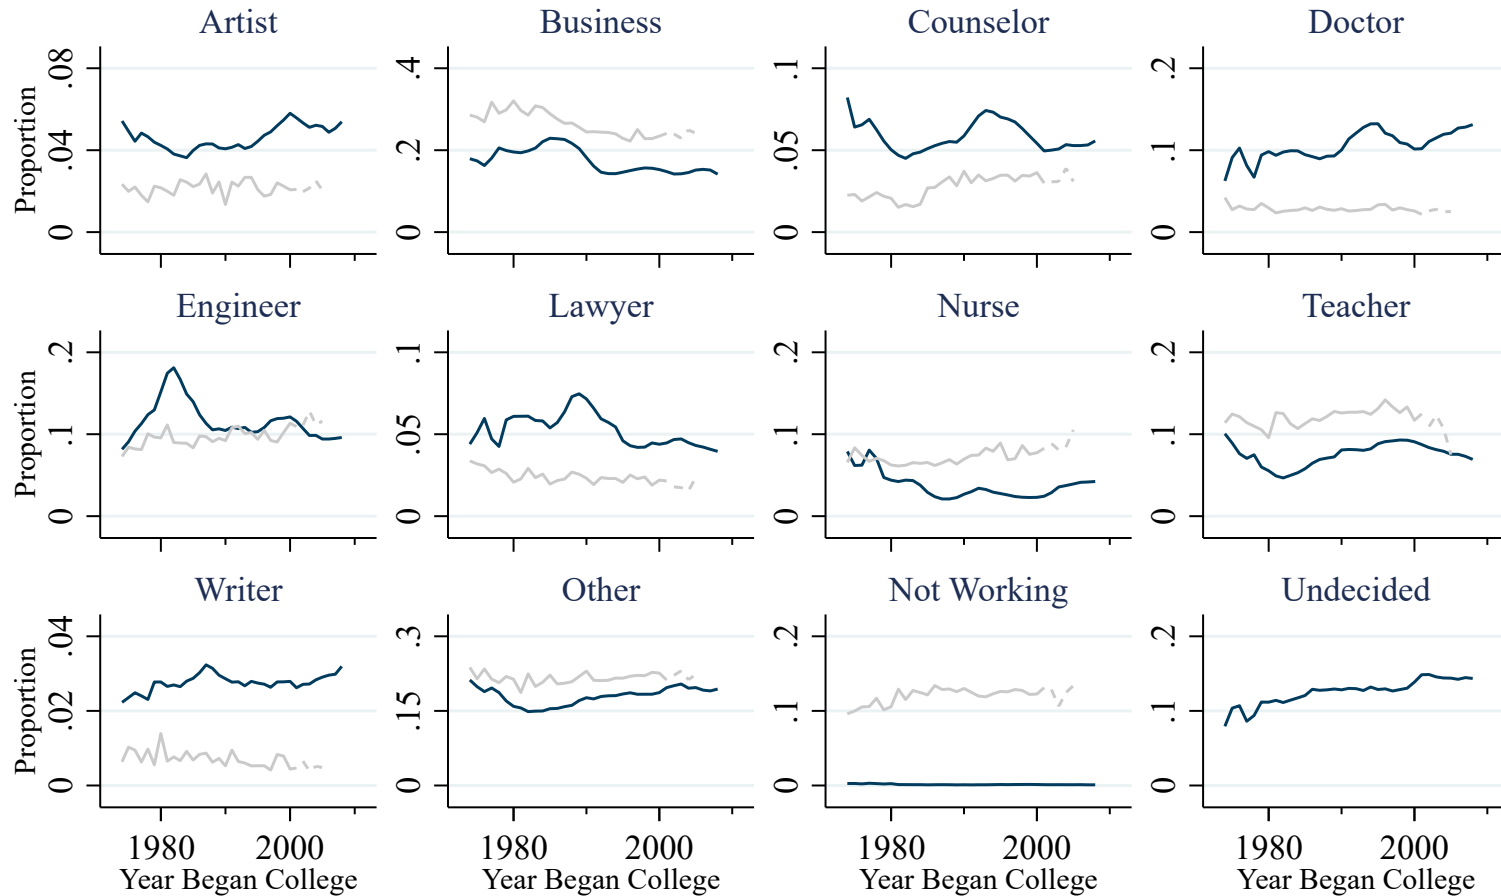 Artist Business Counselor Doctor
Proportion
0 .04 .08
0 .2 .4
0 .05 .1
0 .1 .2
Engineer Lawyer Nurse Teacher
Proportion
0 .1 .2
0 .05 .1
0 .1 .2
0 .1 .2
Writer Other Not Working Undecided
Proportion
0 .02 .04
0 .15 .3
0 .1 .2
0 .1 .2
1980 2000 1980 2000 1980 2000 1980 2000
Year Began College Year Began College Year Began College Year Began College